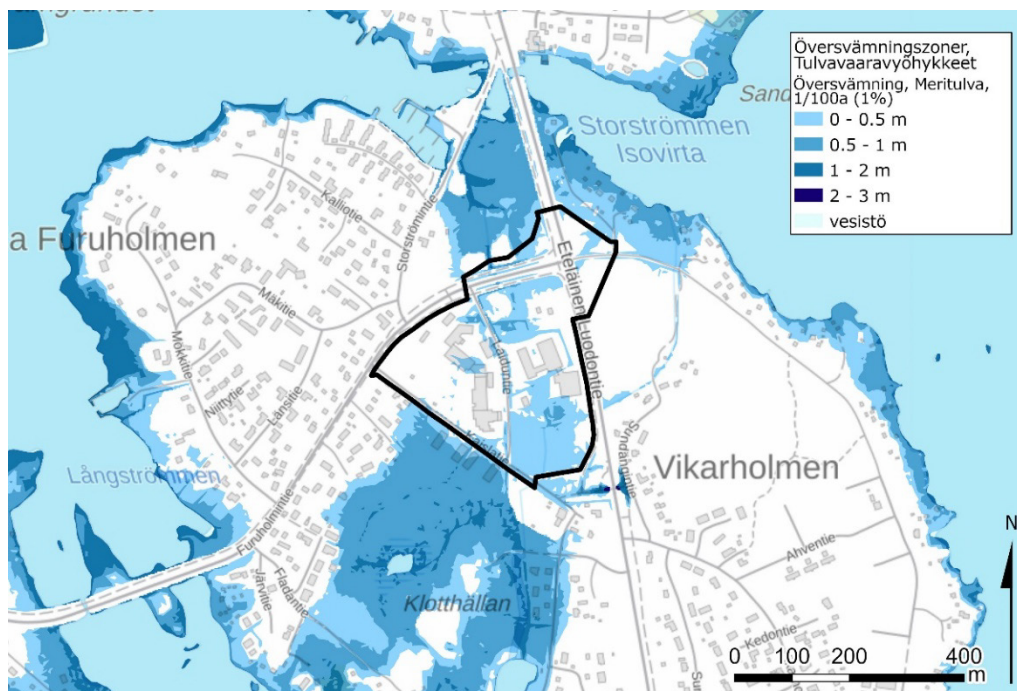 Översvämningszoner,
Tulvavaaravyöhykkeet
Översvämning, Meritulva,
1/100a (1%)
0 - 0.5 m
0.5 - 1 m
1 - 2 m
2 - 3 m
vesistö
Storströmmen
Isovirta
Kalliotie
Storströmintie
a Furuholmen
Eteläinen Luodontie
Mäkitie
Mökkitie
Laiduntie
Niittytie
Länsitie
Långströmmen
Vikarholmen
Furuholmintie
Ahventie
Järvitie
Fladantie
Klotthällan
Kedontie
N
0 100 200 400
m